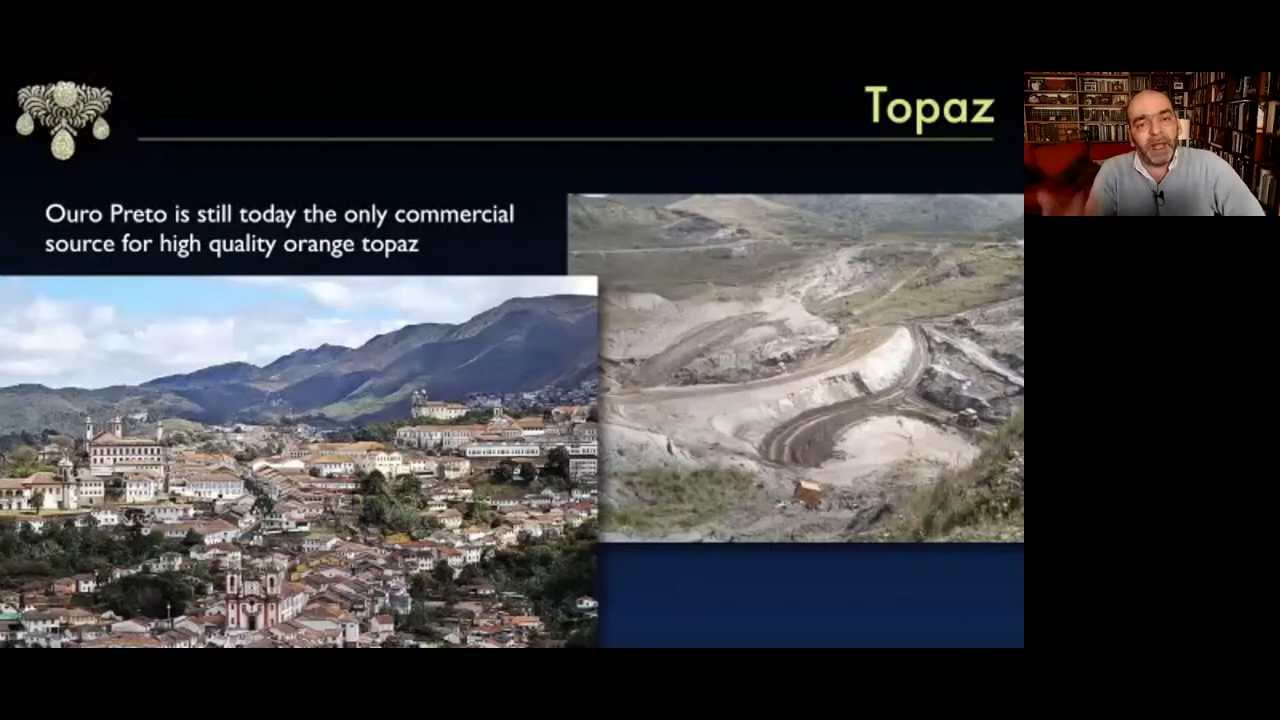 Topaz
Ouro Preto is still today the only commercial
source for high quality orange topaz